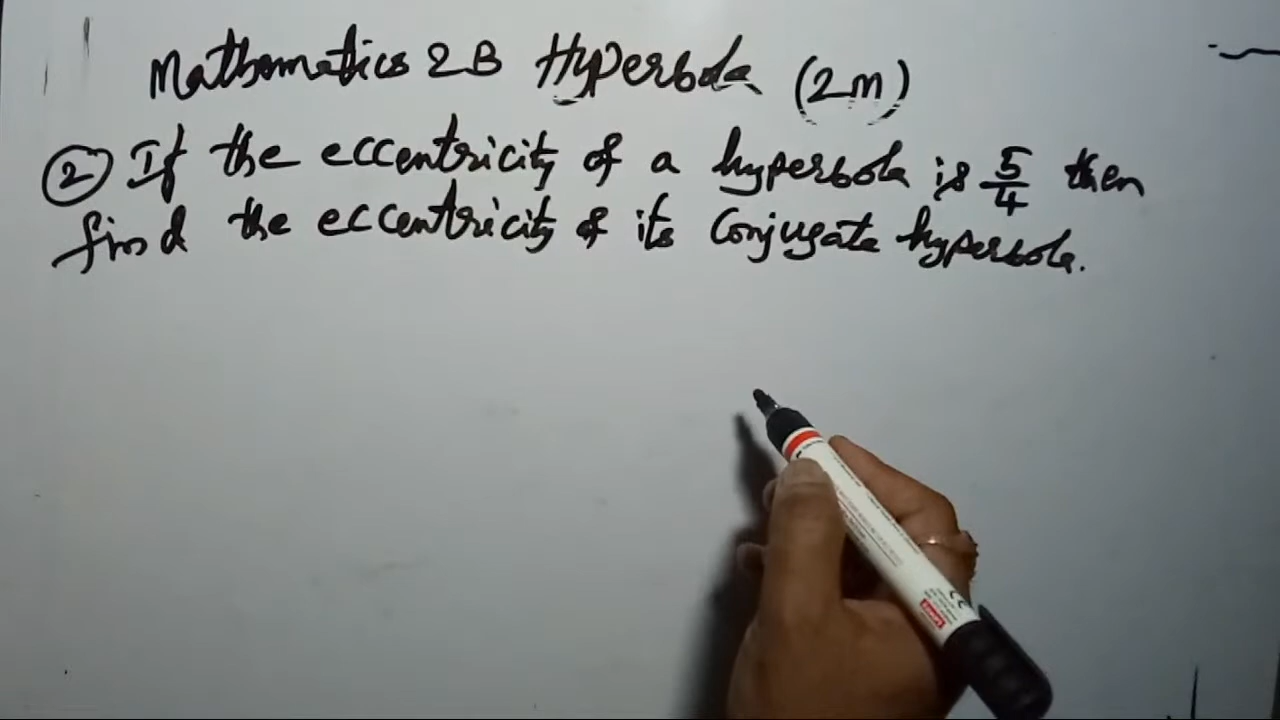 Mathematics 2B Hyperbola (2m)
② If the eccentricity of a hyperbola is 5/4 then
find the eccentricity of its Conjugate hyperbola.